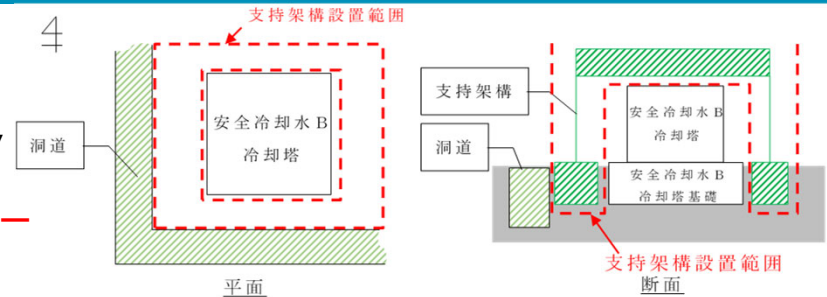 支持架構設置範囲
安全冷却水B
冷却塔
洞道
平面
支持架構
洞道
安全冷却水B
冷却塔
安全冷却水B
冷却塔基礎
支持架構設置範囲
断面